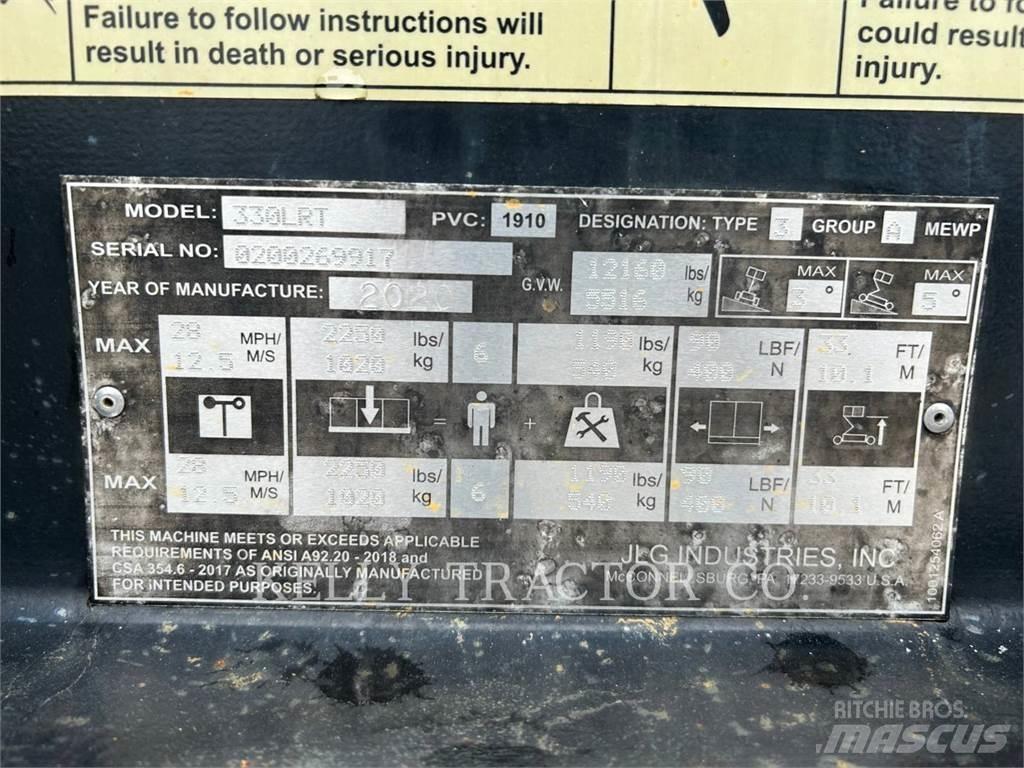 Failure to follow instructions will
result in death or serious injury.
could result
injury.
MODEL: 330LRT PVC: 1910 DESIGNATION: TYPE 3 GROUP A MEWP
SERIAL NO: 0200269917
YEAR OF MANUFACTURE: G.V.W. 12160 lbs/
5516 kg
MAX 3°
MAX 5°
MAX 28 MPH/ 2250 lbs/ 6 1190 lbs/ 90 LBF/ 33. FT/
12.5 M/S 1020 kg 540 kg 400 N 10.1 M
= +
MAX 28 MPH/ 2250 lbs/ 6 1190 lbs/ 90 LBF/ 33 FT/
12.5 M/S 1020 kg 540 kg 400 N 10.1 M
THIS MACHINE MEETS OR EXCEEDS APPLICABLE
REQUIREMENTS OF ANSI A92.20 - 2018 and
CSA 354.6 - 2017 AS ORIGINALLY MANUFACTURED
FOR INTENDED PURPOSES.
JLG INDUSTRIES, INC
McCONNELLSBURG, PA. 17233-9533 U.S.A.
1001254062 A
TRACTOR CO.
RITCHIE BROS.
MASCUS